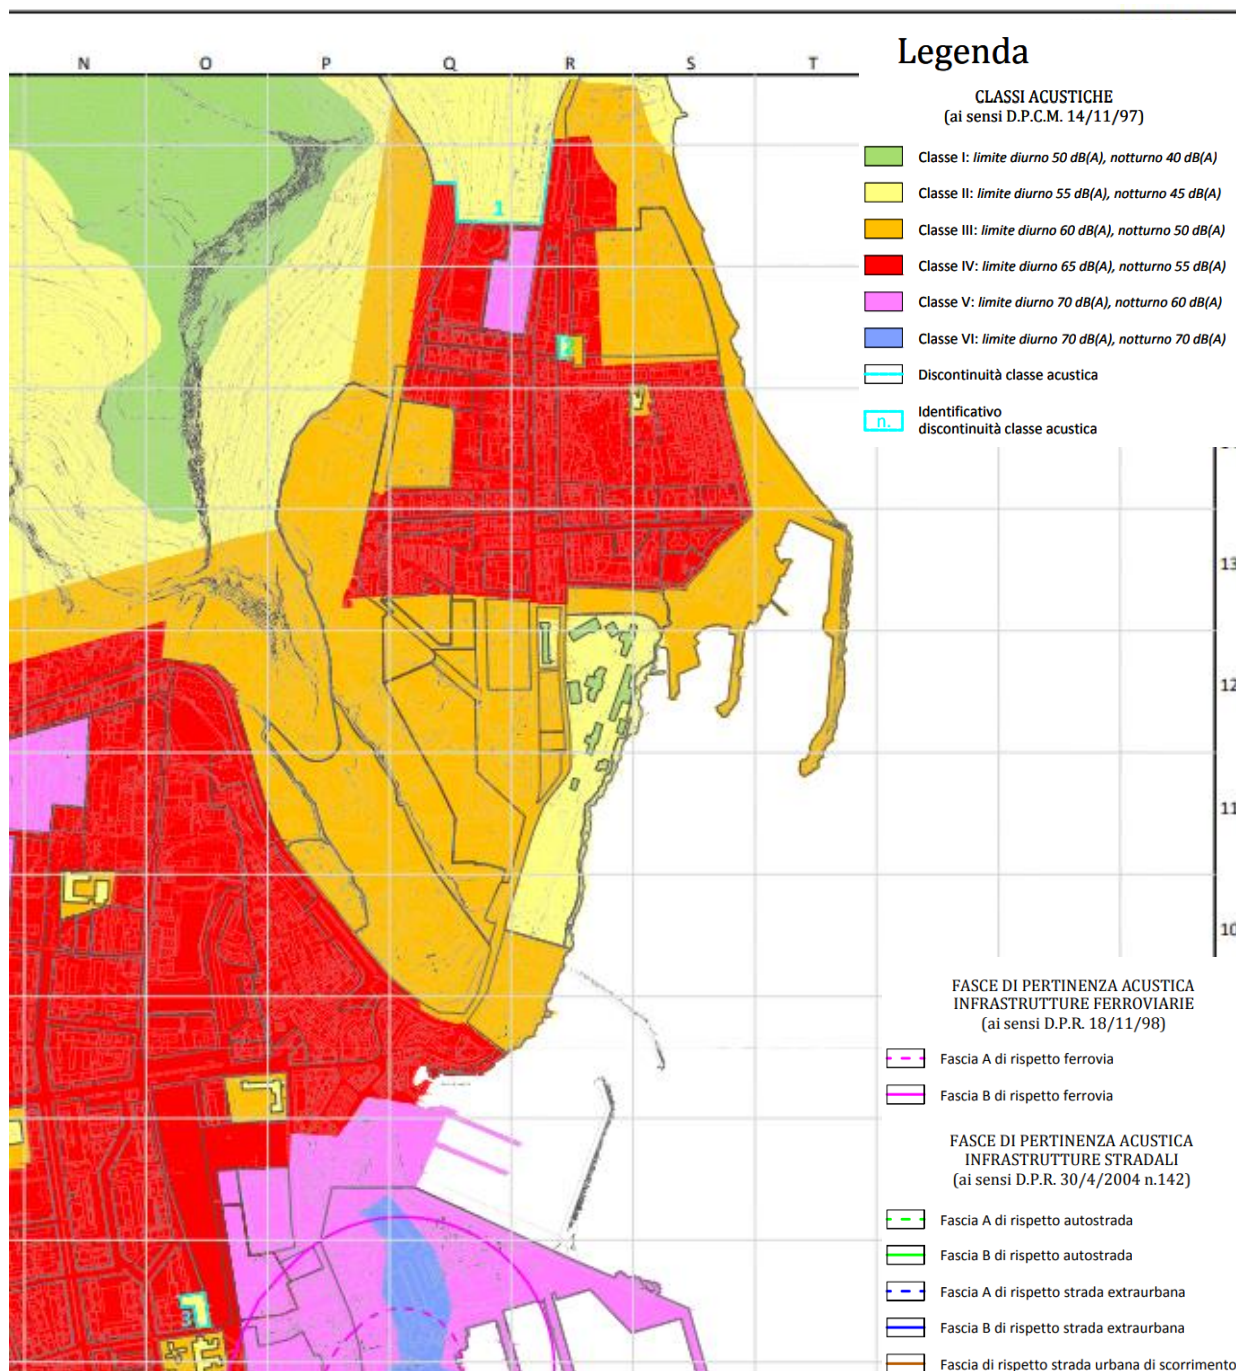 N O P Q R S T
Legenda
CLASSI ACUSTICHE
(ai sensi D.P.C.M. 14/11/97)
Classe I: limite diurno 50 dB(A), notturno 40 dB(A)
Classe II: limite diurno 55 dB(A), notturno 45 dB(A)
Classe III: limite diurno 60 dB(A), notturno 50 dB(A)
Classe IV: limite diurno 65 dB(A), notturno 55 dB(A)
Classe V: limite diurno 70 dB(A), notturno 60 dB(A)
Classe VI: limite diurno 70 dB(A), notturno 70 dB(A)
Discontinuità classe acustica
n.
Identificativo
discontinuità classe acustica
1
2
3
13
12
11
10
FASCE DI PERTINENZA ACUSTICA
INFRASTRUTTURE FERROVIARIE
(ai sensi D.P.R. 18/11/98)
Fascia A di rispetto ferrovia
Fascia B di rispetto ferrovia
FASCE DI PERTINENZA ACUSTICA
INFRASTRUTTURE STRADALI
(ai sensi D.P.R. 30/4/2004 n.142)
Fascia A di rispetto autostrada
Fascia B di rispetto autostrada
Fascia A di rispetto strada extraurbana
Fascia B di rispetto strada extraurbana
Fascia di rispetto strada urbana di scorrimento